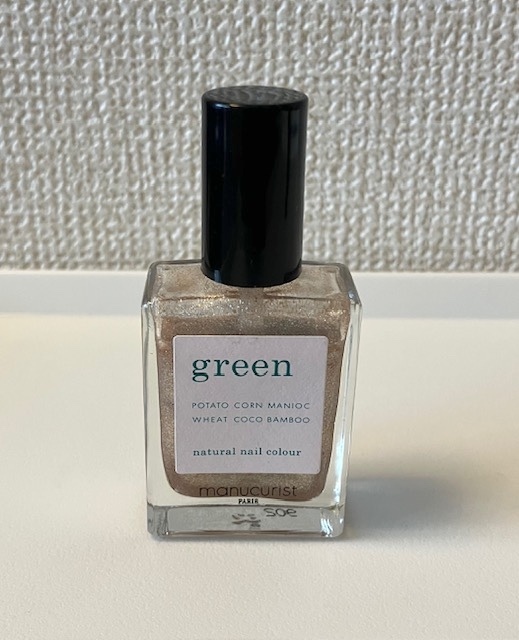 green
POTATO CORN MANIOC
WHEAT COCO BAMBOO
natural nail colour
manucurist
PARIS